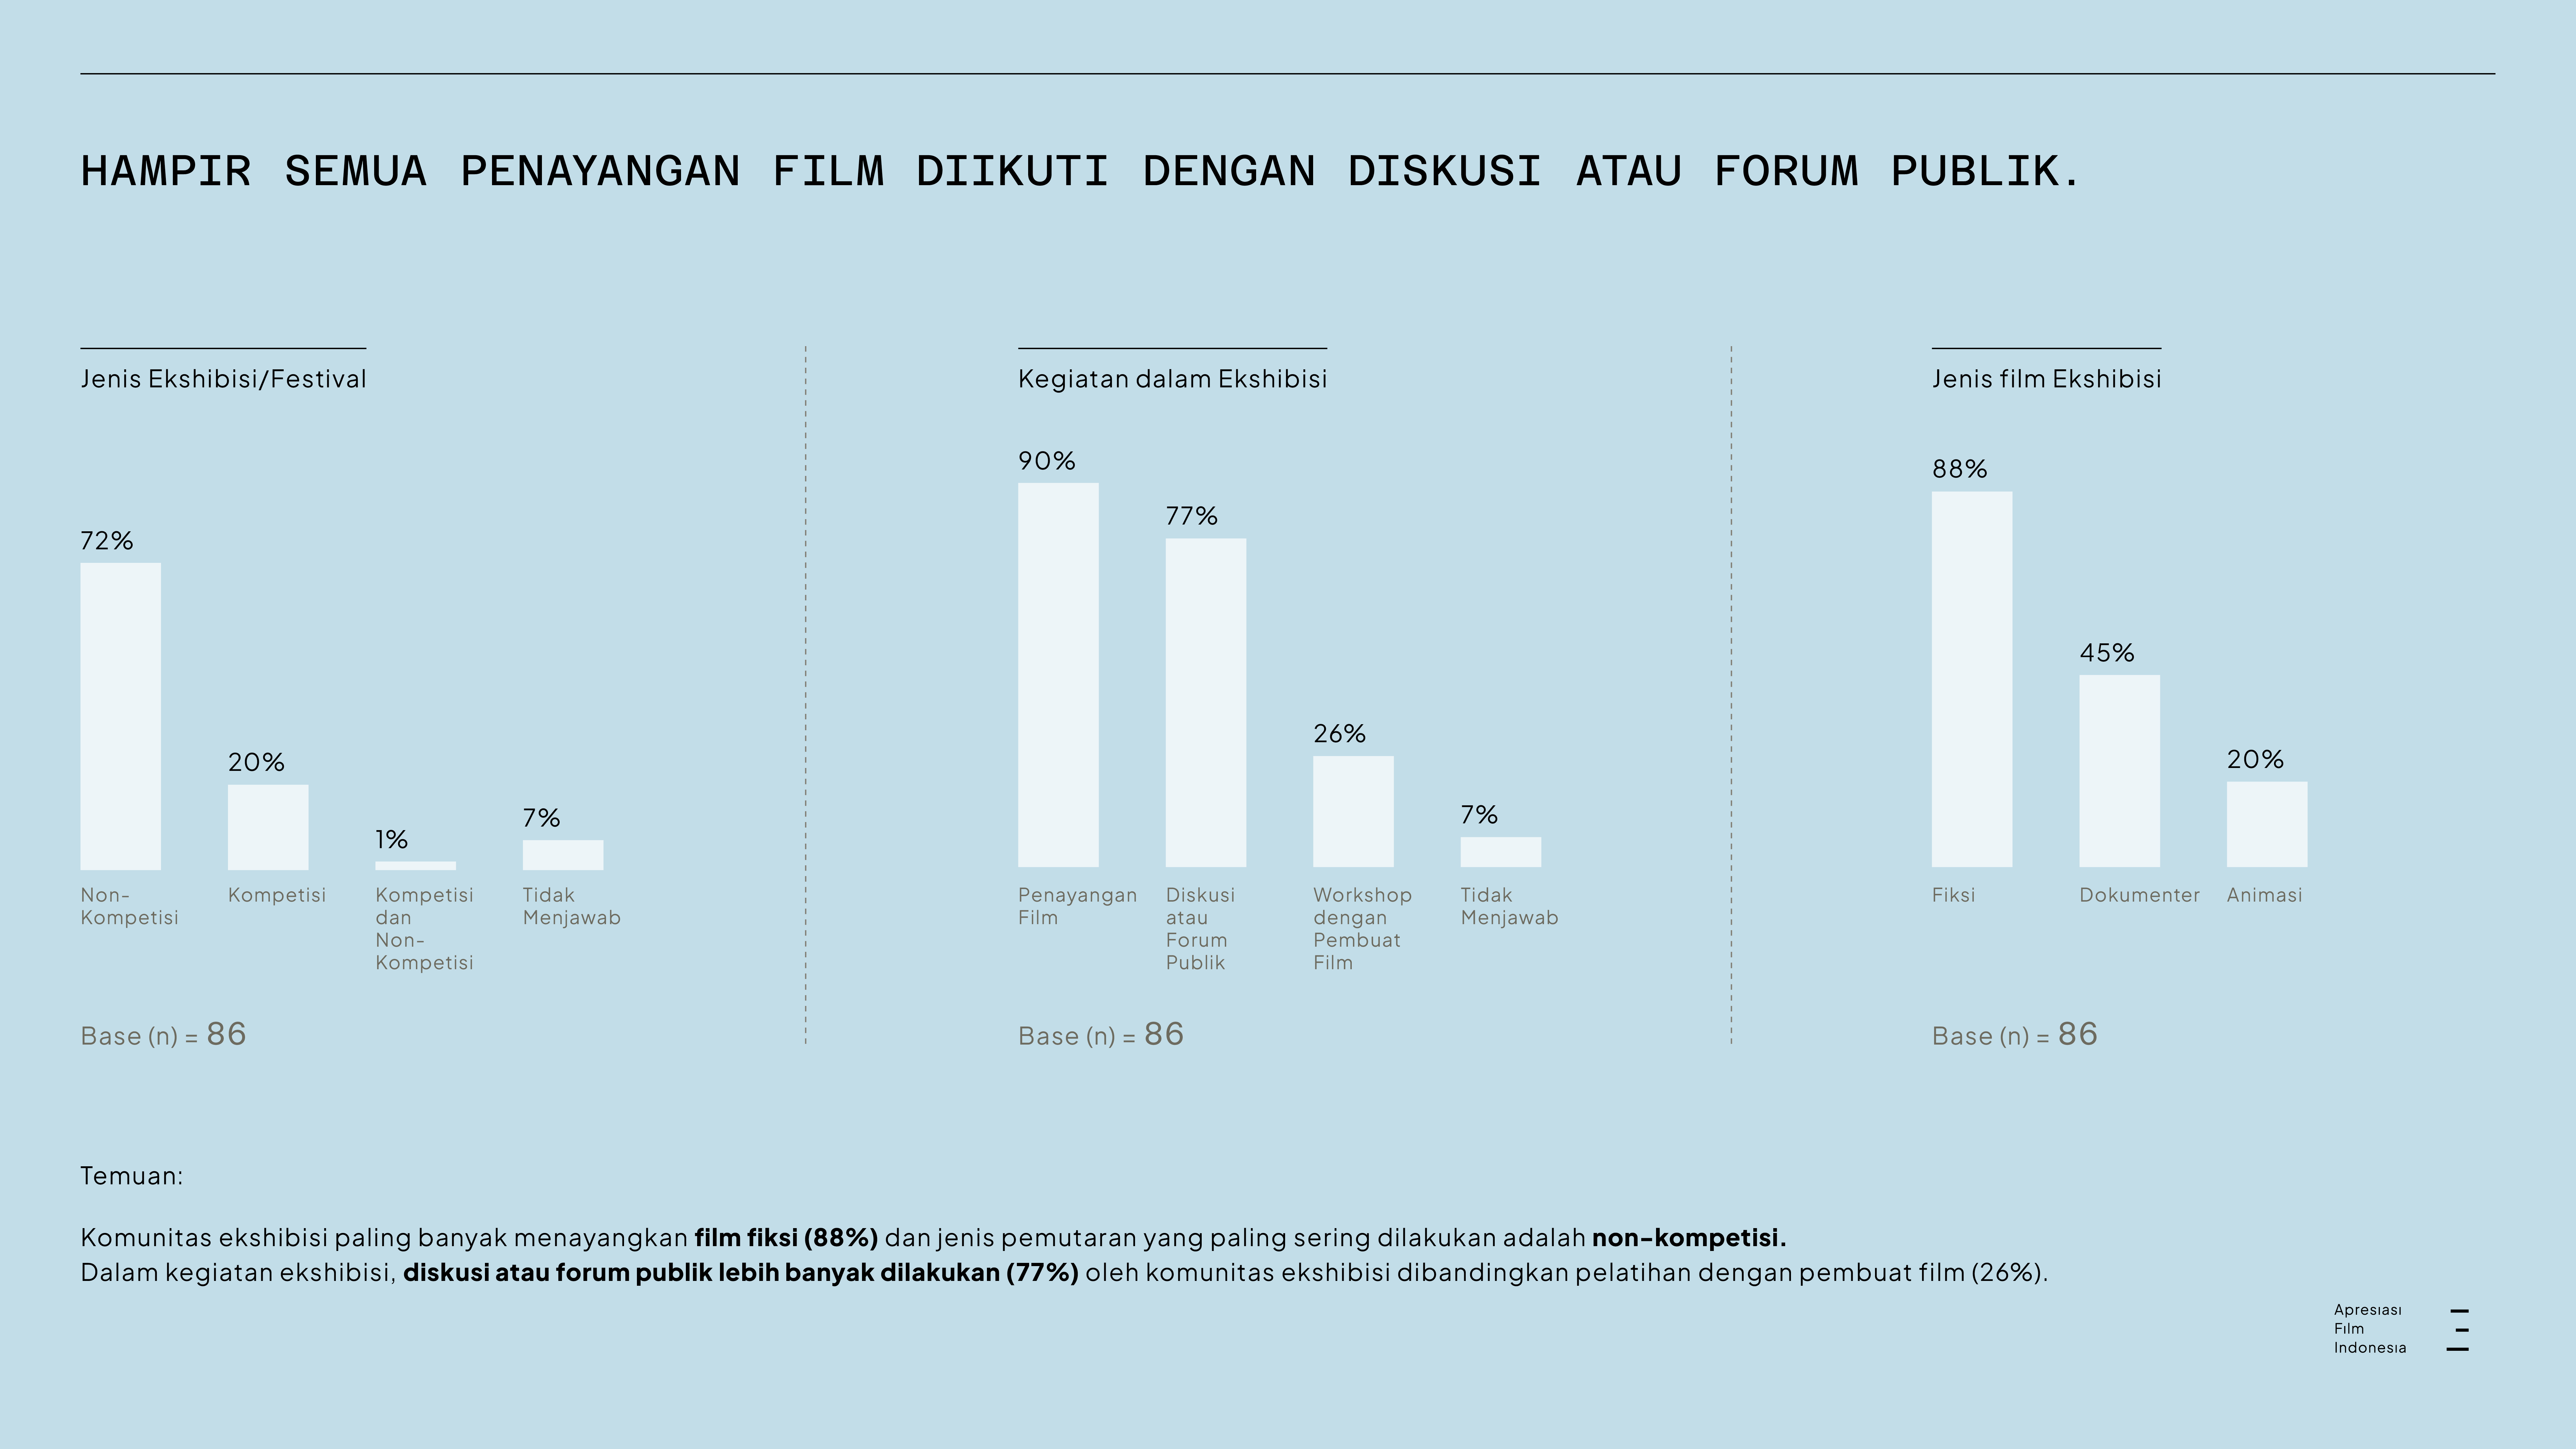 HAMPIR SEMUA PENAYANGAN FILM DIIKUTI DENGAN DISKUSI ATAU FORUM PUBLIK.
Jenis Ekshibisi/Festival
72%
20%
1%
7%
Non-
Kompetisi
Kompetisi
Kompetisi
dan
Non-
Kompetisi
Tidak
Menjawab
Base (n) = 86
Kegiatan dalam Ekshibisi
90%
77%
26%
7%
Penayangan
Film
Diskusi
atau
Forum
Publik
Workshop
dengan
Pembuat
Film
Tidak
Menjawab
Base (n) = 86
Jenis film Ekshibisi
88%
45%
20%
Fiksi
Dokumenter
Animasi
Base (n) = 86
Temuan:
Komunitas ekshibisi paling banyak menayangkan film fiksi (88%) dan jenis pemutaran yang paling sering dilakukan adalah non-kompetisi.
Dalam kegiatan ekshibisi, diskusi atau forum publik lebih banyak dilakukan (77%) oleh komunitas ekshibisi dibandingkan pelatihan dengan pembuat film (26%).
Apresıası
Fılm
Indonesıa